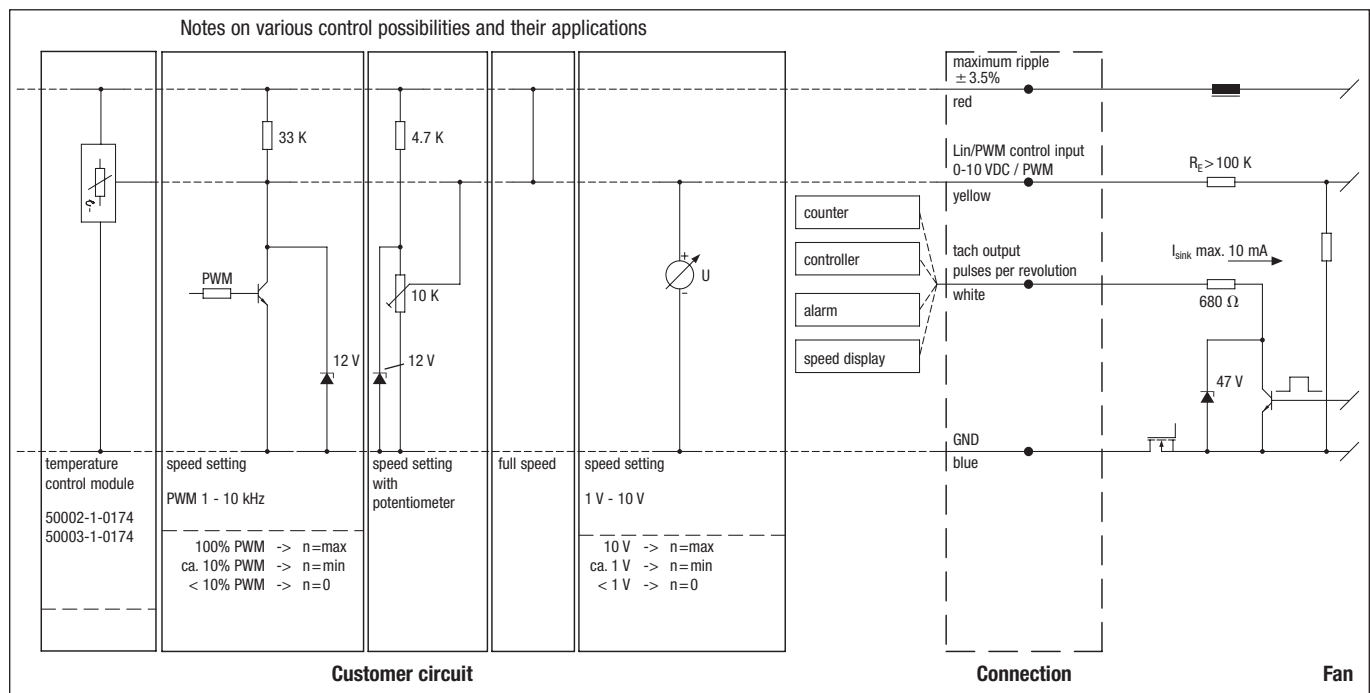 Notes on various control possibilities and their applications
33 K
PWM
12 V
4.7 K
10 K
12 V
U
+
-
temperature
control module
50002-1-0174
50003-1-0174
speed setting
PWM 1 - 10 kHz
100% PWM -> n=max
ca. 10% PWM -> n=min
< 10% PWM -> n=0
speed setting
with
potentiometer
full speed
speed setting
1 V - 10 V
10 V -> n=max
ca. 1 V -> n=min
< 1 V -> n=0
counter
controller
alarm
speed display
maximum ripple
± 3.5%
red
Lin/PWM control input
0-10 VDC / PWM
yellow
tach output
pulses per revolution
white
GND
blue
RE > 100 K
Isink max. 10 mA
680 Ω
47 V
Customer circuit
Connection
Fan